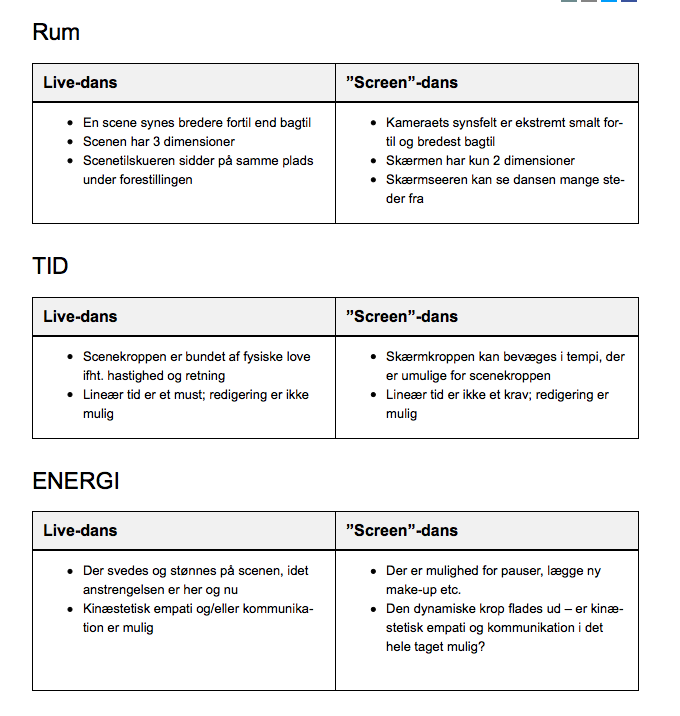 Rum
Live-dans
”Screen”-dans
En scene synes bredere fortil end bagtil
Scenen har 3 dimensioner
Scenetilskueren sidder på samme plads
under forestillingen
Kameraets synsfelt er ekstremt smalt for-
til og bredest bagtil
Skærmen har kun 2 dimensioner
Skærmseeren kan se dansen mange ste-
der fra
TID
Live-dans
”Screen”-dans
Scenekroppen er bundet af fysiske love
ifht. hastighed og retning
Lineær tid er et must; redigering er ikke
mulig
Skærmkroppen kan bevæges i tempi, der
er umulige for scenekroppen
Lineær tid er ikke et krav; redigering er
mulig
ENERGI
Live-dans
”Screen”-dans
Der svedes og stønnes på scenen, idet
anstrengelsen er her og nu
Kinæstetisk empati og/eller kommunika-
tion er mulig
Der er mulighed for pauser, lægge ny
make-up etc.
Den dynamiske krop flades ud – er kinæ-
stetisk empati og kommunikation i det
hele taget mulig?